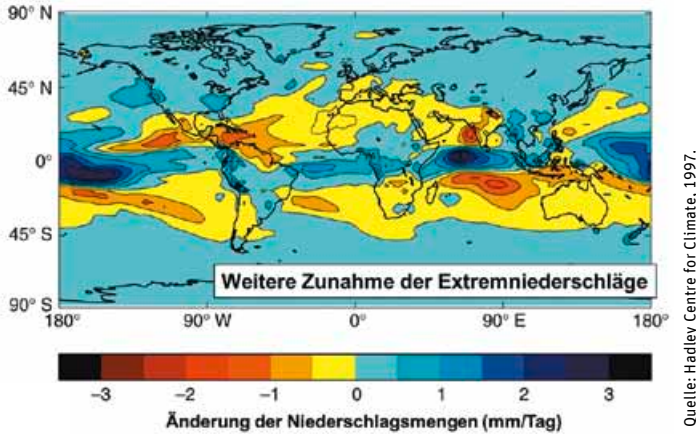 90° N
45° N
0°
45° S
90° S
Weitere Zunahme der Extremniederschläge
180° 90° W 0° 90° E 180°
−3 −2 −1 0 1 2 3
Änderung der Niederschlagsmengen (mm/Tag)
Quelle: Hadley Centre for Climate, 1997.